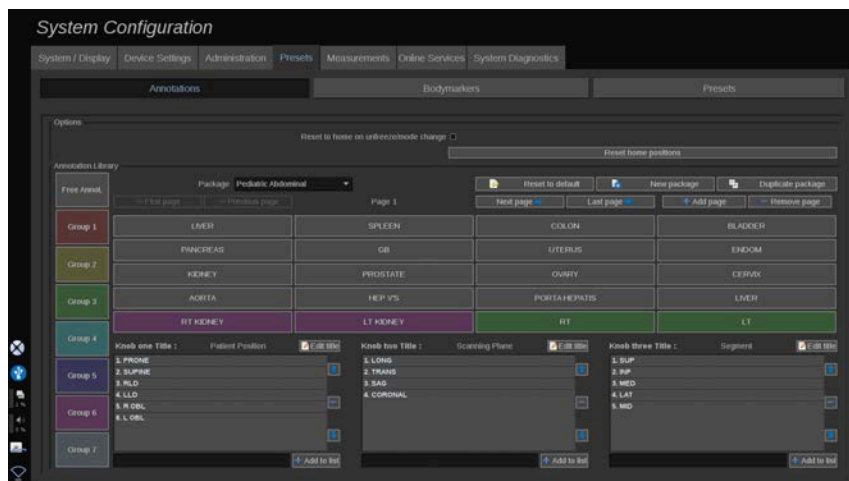 System Configuration
System / Display Device Settings Administration Presets Measurements Online Services System Diagnostics
Annotations Bodymarkers Presets
Options
Reset to home on unfreeze/mode change
Reset home positions
Annotation Library
Free Annot. Package Pediatric Abdominal Reset to default New package Duplicate package
First page Previous page Page 1 Next page Last page Add page Remove page
Group 1 LIVER SPLEEN COLON BLADDER
PANCREAS GB UTERUS ENDOM
Group 2
KIDNEY PROSTATE OVARY CERVIX
Group 3 AORTA HEP V'S PORTA HEPATIS LIVER
RT KIDNEY LT KIDNEY RT LT
Group 4
Knob one Title : Patient Position Edit title Knob two Title : Scanning Plane Edit title Knob three Title : Segment Edit title
1. PRONE 1. LONG 1. SUP
2. SUPINE 2. TRANS 2. INF
Group 5 3. RLD 3. SAG 3. MED
4. LLD 4. CORONAL 4. LAT
5. R OBL 5. MID
Group 6 6. L OBL
Group 7
Add to list Add to list Add to list